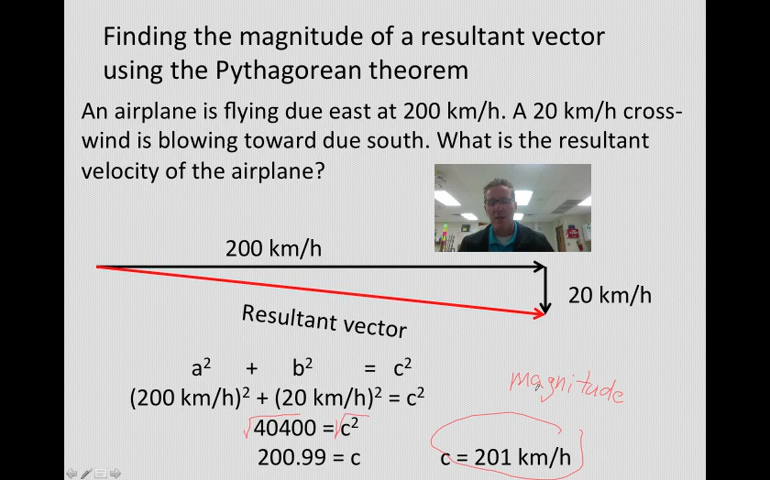 Finding the magnitude of a resultant vector
using the Pythagorean theorem
An airplane is flying due east at 200 km/h. A 20 km/h cross-
wind is blowing toward due south. What is the resultant
velocity of the airplane?
200 km/h
20 km/h
Resultant vector
a² + b² = c²
(200 km/h)² + (20 km/h)² = c²
magnitude
√40400 = √c²
200.99 = c
c = 201 km/h